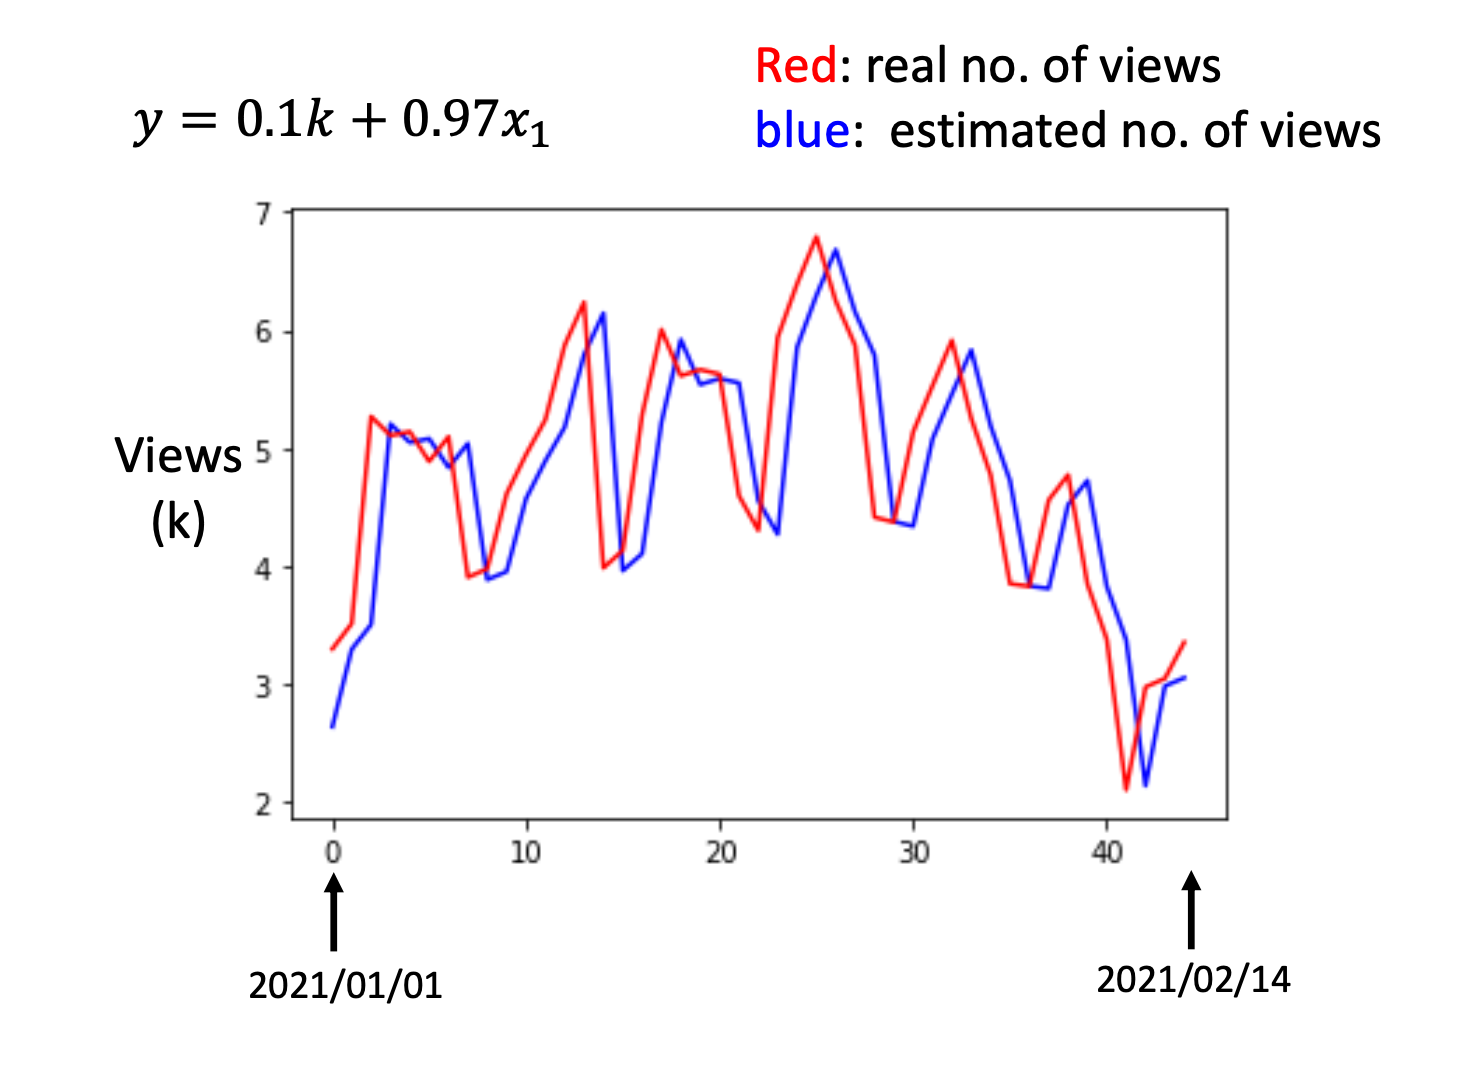 Red: real no. of views
y = 0.1k + 0.97x₁
blue: estimated no. of views
7
6
Views
5
(k)
4
3
2
0 10 20 30 40
2021/01/01
2021/02/14